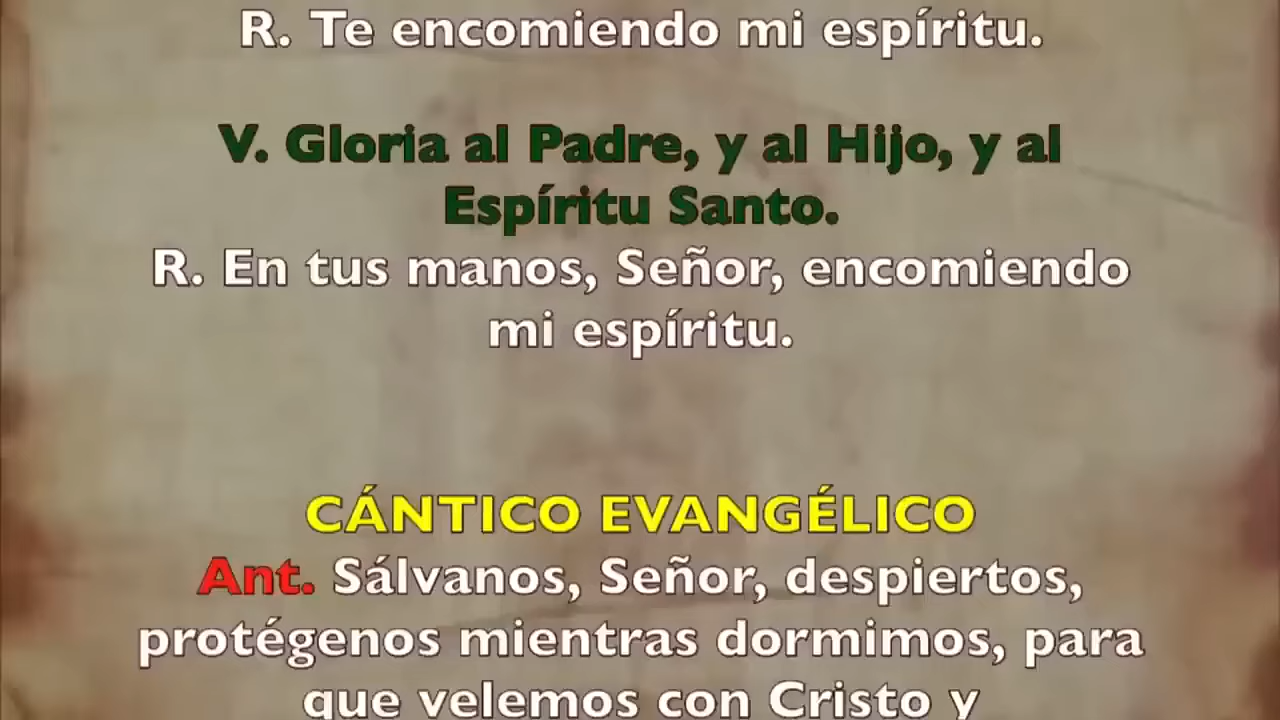 R. Te encomiendo mi espíritu.
V. Gloria al Padre, y al Hijo, y al
Espíritu Santo.
R. En tus manos, Señor, encomiendo
mi espíritu.
CÁNTICO EVANGÉLICO
Ant. Sálvanos, Señor, despiertos,
protégenos mientras dormimos, para
que velemos con Cristo y